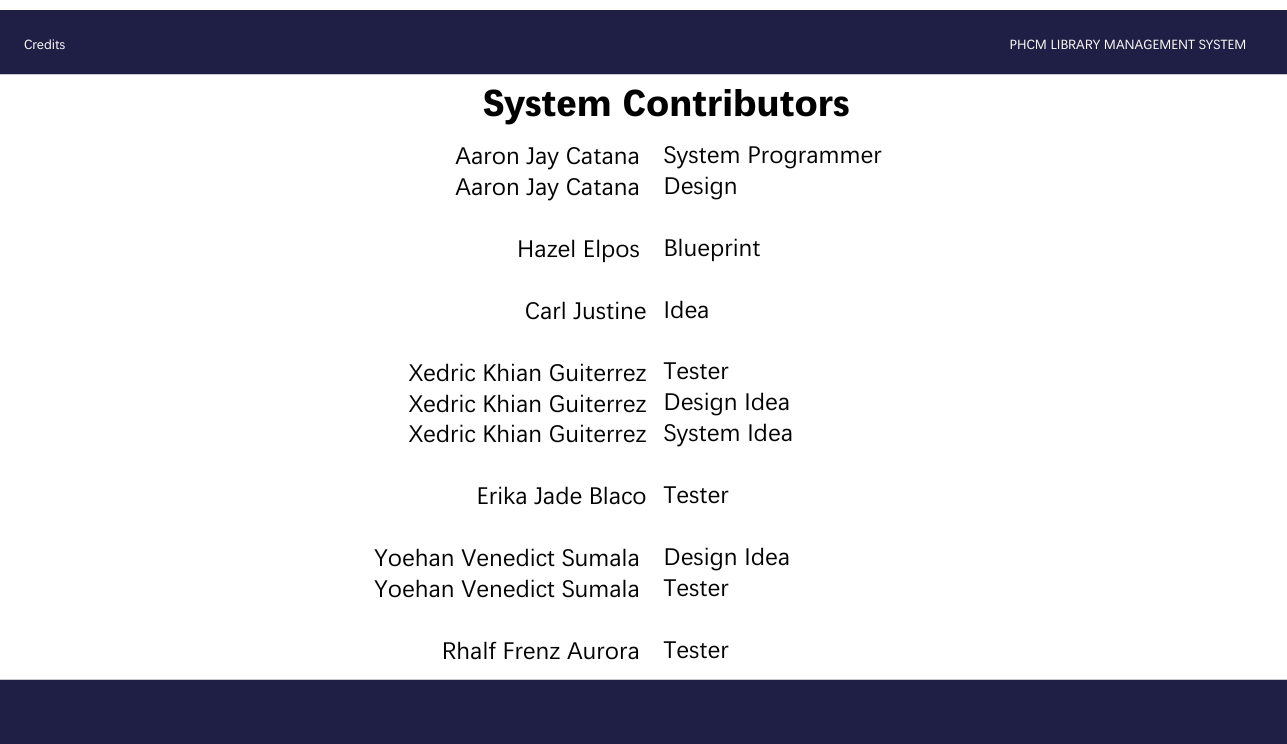 Credits
PHCM LIBRARY MANAGEMENT SYSTEM
System Contributors
Aaron Jay Catana System Programmer
Aaron Jay Catana Design
Hazel Elpos Blueprint
Carl Justine Idea
Xedric Khian Guiterrez Tester
Xedric Khian Guiterrez Design Idea
Xedric Khian Guiterrez System Idea
Erika Jade Blaco Tester
Yoehan Venedict Sumala Design Idea
Yoehan Venedict Sumala Tester
Rhalf Frenz Aurora Tester